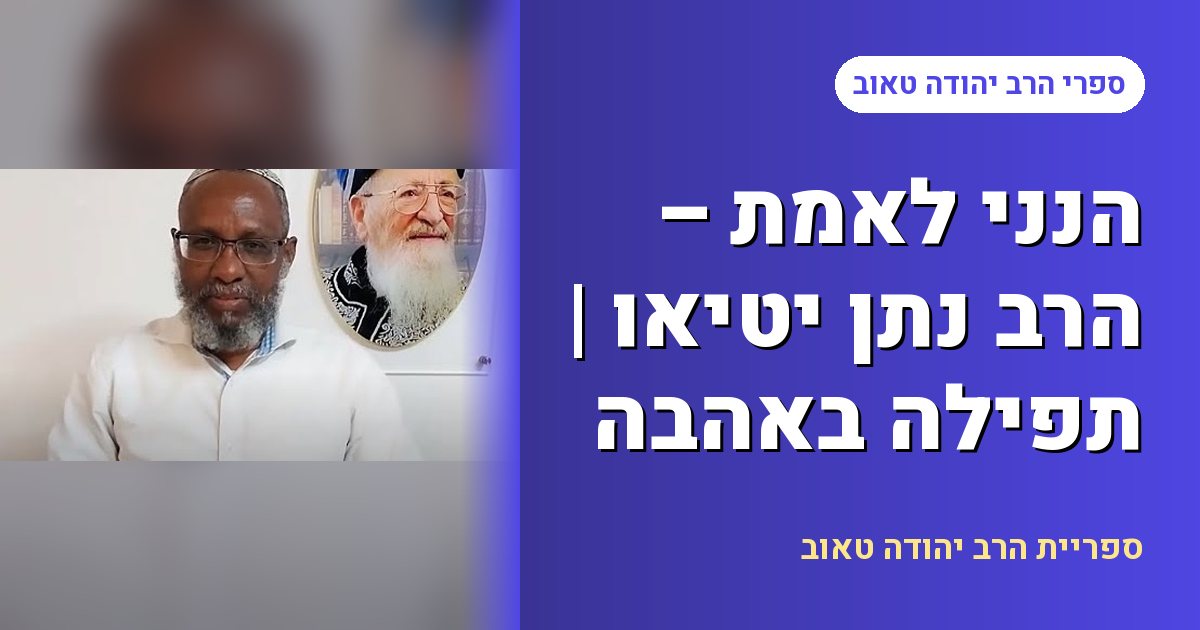 ספרי הרב יהודה טאוב
הנני לאמת –
הרב נתן יטיאו |
תפילה באהבה
ספריית הרב יהודה טאוב